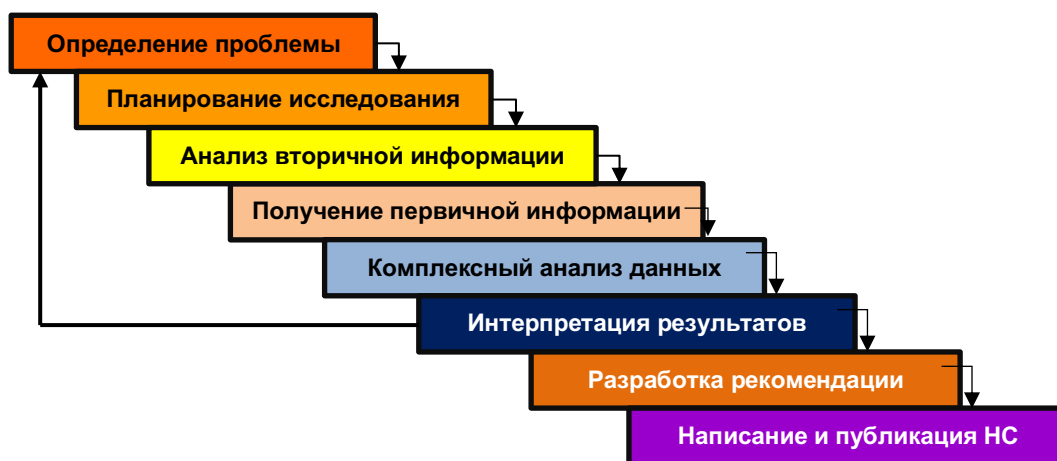 Определение проблемы
Планирование исследования
Анализ вторичной информации
Получение первичной информации
Комплексный анализ данных
Интерпретация результатов
Разработка рекомендации
Написание и публикация НС